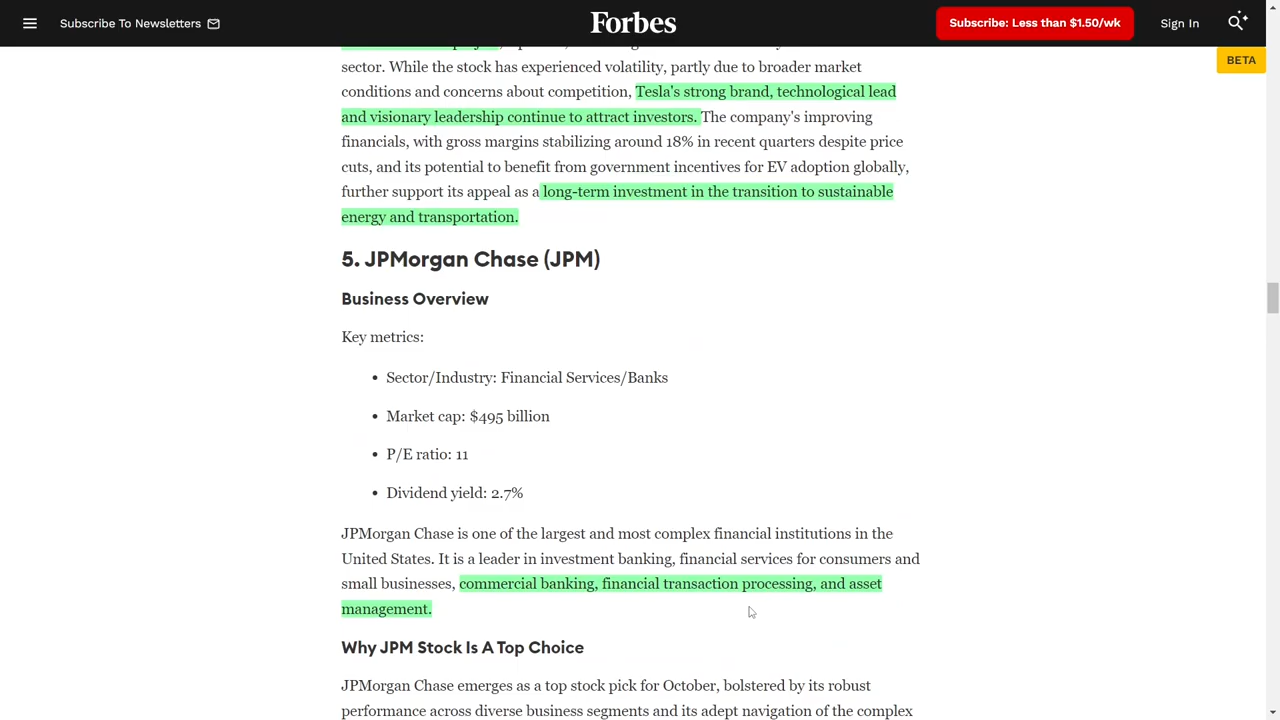 Subscribe To Newsletters
Forbes
Subscribe: Less than $1.50/wk
Sign In
BETA
sector. While the stock has experienced volatility, partly due to broader market
conditions and concerns about competition, Tesla's strong brand, technological lead
and visionary leadership continue to attract investors. The company's improving
financials, with gross margins stabilizing around 18% in recent quarters despite price
cuts, and its potential to benefit from government incentives for EV adoption globally,
further support its appeal as a long-term investment in the transition to sustainable
energy and transportation.
5. JPMorgan Chase (JPM)
Business Overview
Key metrics:
• Sector/Industry: Financial Services/Banks
• Market cap: $495 billion
• P/E ratio: 11
• Dividend yield: 2.7%
JPMorgan Chase is one of the largest and most complex financial institutions in the
United States. It is a leader in investment banking, financial services for consumers and
small businesses, commercial banking, financial transaction processing, and asset
management.
Why JPM Stock Is A Top Choice
JPMorgan Chase emerges as a top stock pick for October, bolstered by its robust
performance across diverse business segments and its adept navigation of the complex